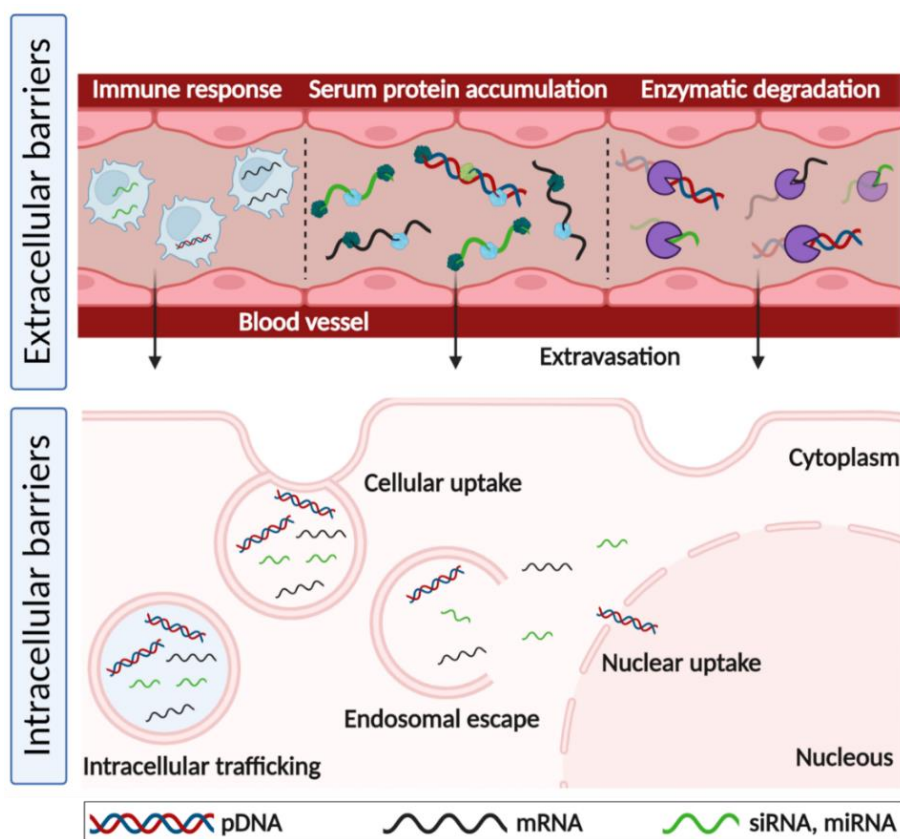 Extracellular barriers
Immune response
Serum protein accumulation
Enzymatic degradation
Blood vessel
Extravasation
Intracellular barriers
Cytoplasm
Cellular uptake
Nuclear uptake
Endosomal escape
Nucleous
Intracellular trafficking
pDNA
mRNA
siRNA, miRNA